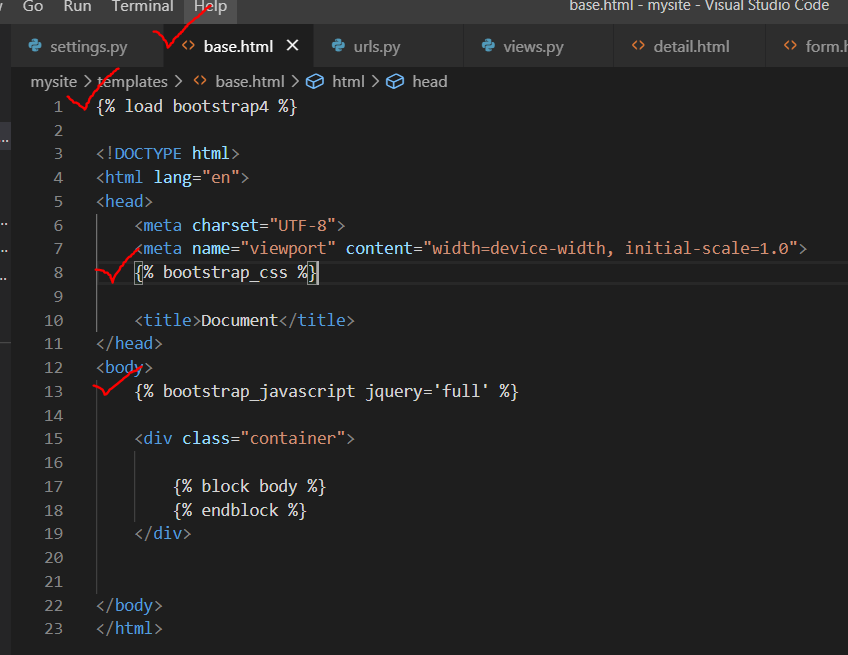 Go Run Terminal Help base.html - mysite - Visual Studio Code
settings.py base.html urls.py views.py detail.html form.h
mysite > templates > base.html > html > head
1 {% load bootstrap4 %}
2
3 <!DOCTYPE html>
4 <html lang="en">
5 <head>
6 <meta charset="UTF-8">
7 <meta name="viewport" content="width=device-width, initial-scale=1.0">
8 {% bootstrap_css %}
9
10 <title>Document</title>
11 </head>
12 <body>
13 {% bootstrap_javascript jquery='full' %}
14
15 <div class="container">
16
17 {% block body %}
18 {% endblock %}
19 </div>
20
21
22 </body>
23 </html>